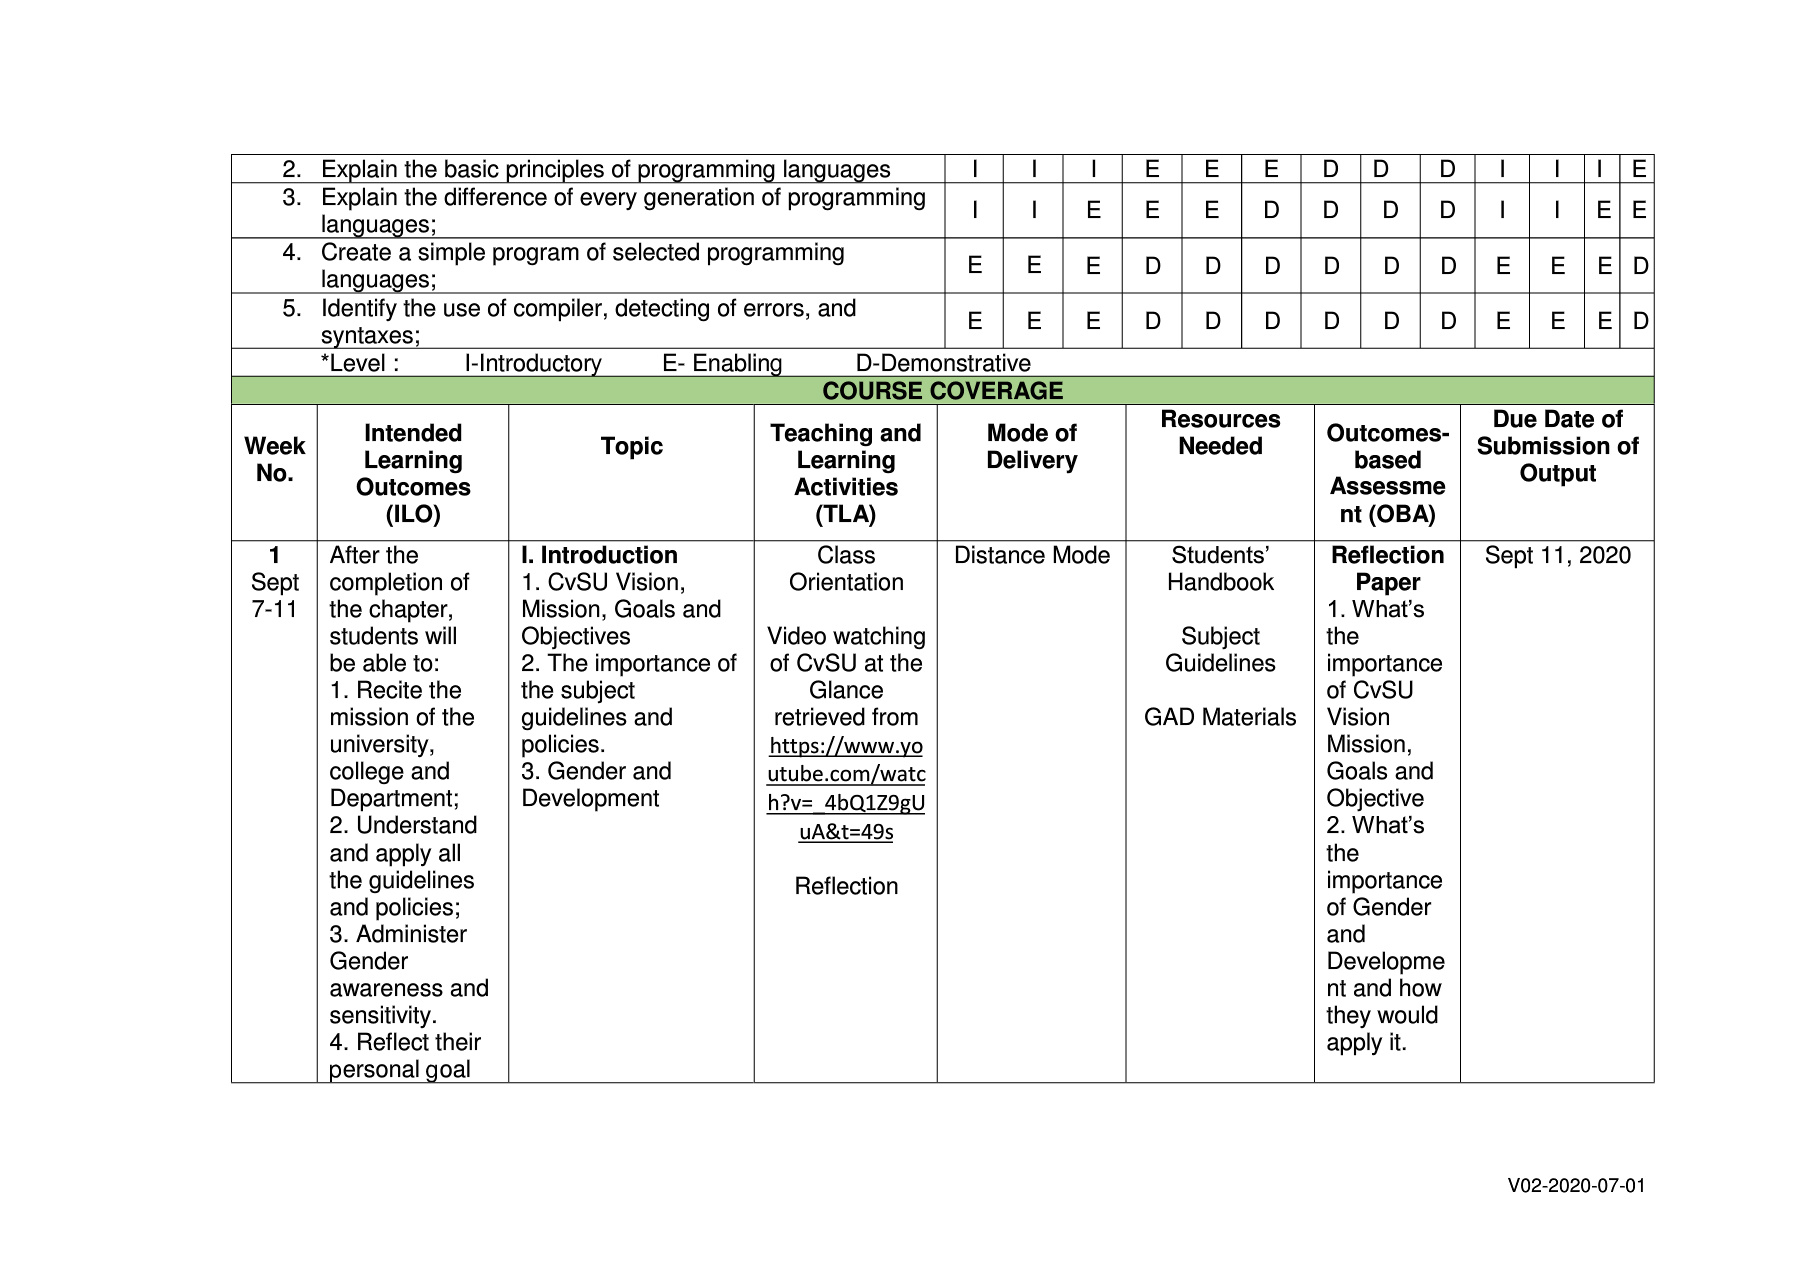 2. Explain the basic principles of programming languages I I I E E E D D D I I I E
3. Explain the difference of every generation of programming
languages; I I E E E D D D D I I E E
4. Create a simple program of selected programming
languages; E E E D D D D D D E E E D
5. Identify the use of compiler, detecting of errors, and
syntaxes; E E E D D D D D D E E E D
*Level : I-Introductory E- Enabling D-Demonstrative
COURSE COVERAGE
Week
No.
Intended
Learning
Outcomes
(ILO)
Topic
Teaching and
Learning
Activities
(TLA)
Mode of
Delivery
Resources
Needed
Outcomes-
based
Assessme
nt (OBA)
Due Date of
Submission of
Output
1
Sept
7-11
After the
completion of
the chapter,
students will
be able to:
1. Recite the
mission of the
university,
college and
Department;
2. Understand
and apply all
the guidelines
and policies;
3. Administer
Gender
awareness and
sensitivity.
4. Reflect their
personal goal
I. Introduction
1. CvSU Vision,
Mission, Goals and
Objectives
2. The importance of
the subject
guidelines and
policies.
3. Gender and
Development
Class
Orientation
Video watching
of CvSU at the
Glance
retrieved from
https://www.yo
utube.com/watc
h?v=_4bQ1Z9gU
uA&t=49s
Reflection
Distance Mode
Students’
Handbook
Subject
Guidelines
GAD Materials
Reflection
Paper
1. What’s
the
importance
of CvSU
Vision
Mission,
Goals and
Objective
2. What’s
the
importance
of Gender
and
Developme
nt and how
they would
apply it.
Sept 11, 2020
V02-2020-07-01